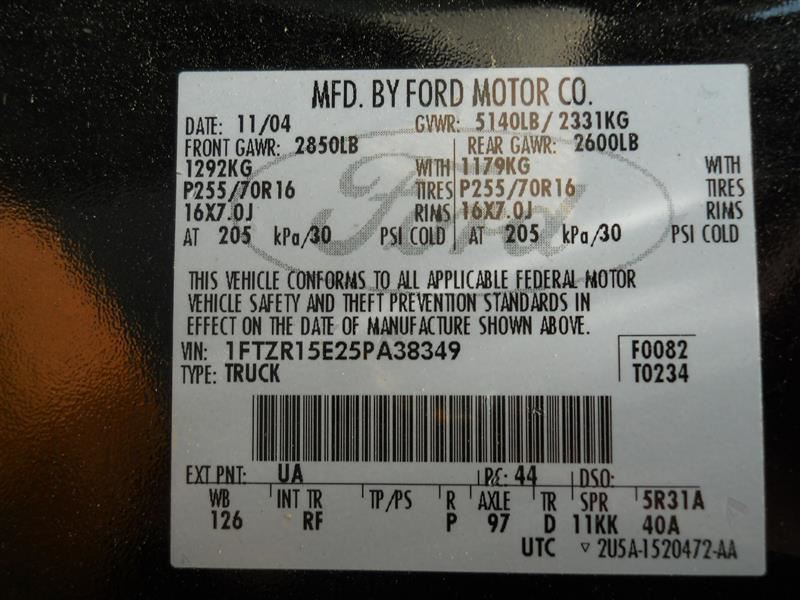 MFD. BY FORD MOTOR CO.
DATE: 11/04 GVWR: 5140LB/ 2331KG
FRONT GAWR: 2850LB REAR GAWR: 2600LB
1292KG WITH 1179KG WITH
P255/70R16 TIRES P255/70R16 TIRES
16X7.0J RIMS 16X7.0J RIMS
AT 205 kPa/30 PSI COLD AT 205 kPa/30 PSI COLD
Ford
THIS VEHICLE CONFORMS TO ALL APPLICABLE FEDERAL MOTOR
VEHICLE SAFETY AND THEFT PREVENTION STANDARDS IN
EFFECT ON THE DATE OF MANUFACTURE SHOWN ABOVE.
VIN: 1FTZR15E25PA38349 F0082
TYPE: TRUCK T0234
EXT PNT: UA RC: 44 DSO:
WB INT TR TP/PS R AXLE TR SPR 5R31A
126 RF P 97 D 11KK 40A
UTC ▽ 2U5A-1520472-AA